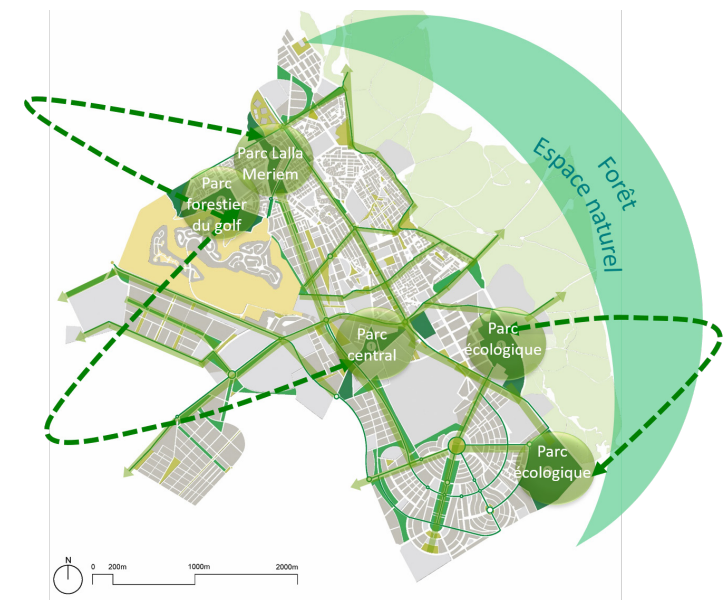 Parc Lalla
Meriem
Parc
forestier
du golf
Forêt
Espace naturel
Parc
central
Parc
écologique
Parc
écologique
N
0 200m 1000m 2000m